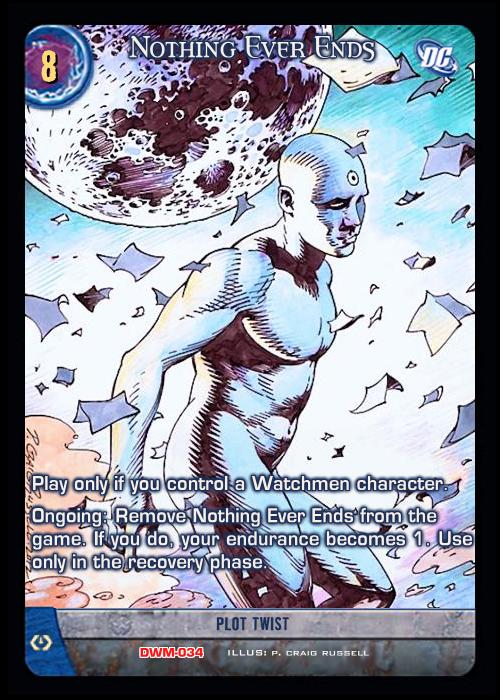 Nothing Ever Ends
DC
8
Play only if you control a Watchmen character.
Ongoing: Remove Nothing Ever Ends from the
game. If you do, your endurance becomes 1. Use
only in the recovery phase.
PLOT TWIST
DWM-034 ILLUS: P. CRAIG RUSSELL